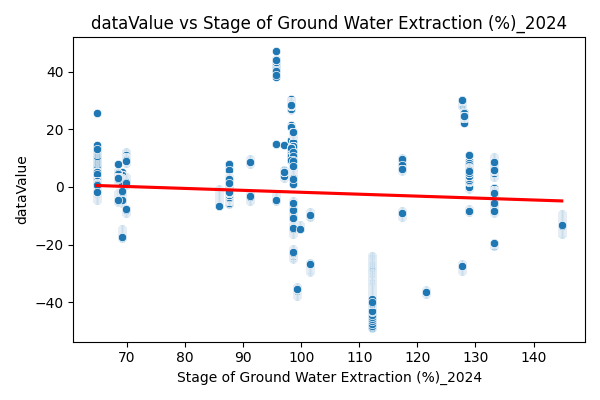 dataValue vs Stage of Ground Water Extraction (%)_2024
dataValue
40
20
0
−20
−40
70 80 90 100 110 120 130 140
Stage of Ground Water Extraction (%)_2024